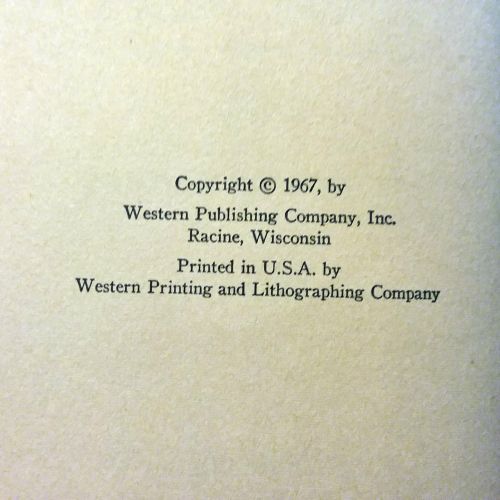 Copyright © 1967, by
Western Publishing Company, Inc.
Racine, Wisconsin
Printed in U.S.A. by
Western Printing and Lithographing Company